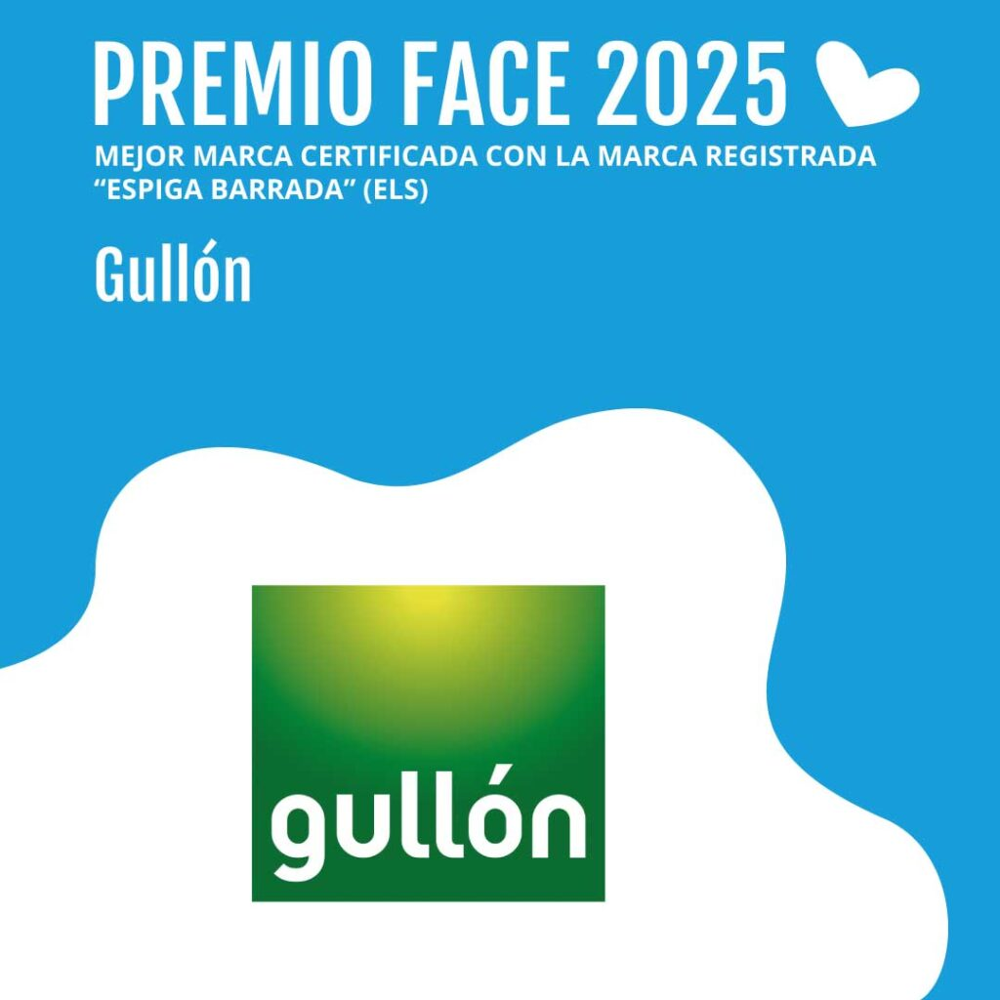 PREMIO FACE 2025
MEJOR MARCA CERTIFICADA CON LA MARCA REGISTRADA
“ESPIGA BARRADA” (ELS)
Gullón
gullón